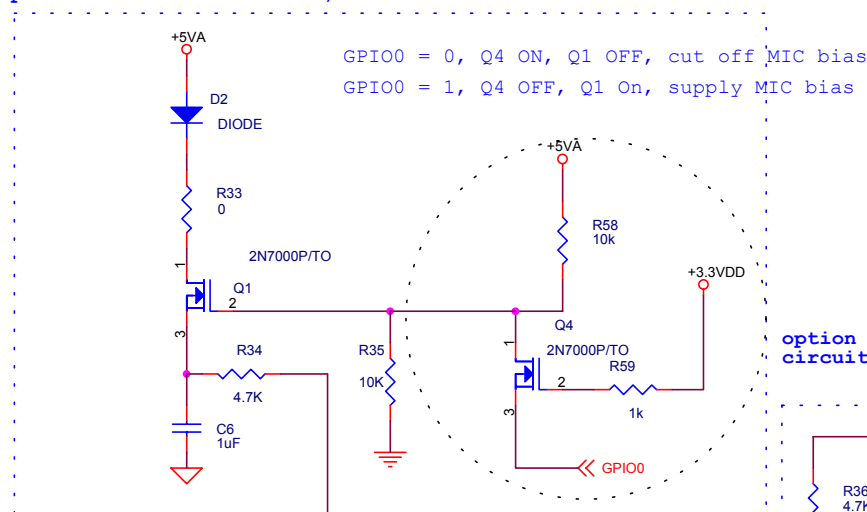 +5VA
GPIO0 = 0, Q4 ON, Q1 OFF, cut off MIC bias
GPIO0 = 1, Q4 OFF, Q1 On, supply MIC bias
D2
DIODE
+5VA
R33
0
R58
10k
2N7000P/TO
+3.3VDD
1
Q1
2
Q4
1
2N7000P/TO
option
circuit
3
R34
R35
R59
2
4.7K
10K
1k
3
C6
1uF
GPIO0
R36
4.7K